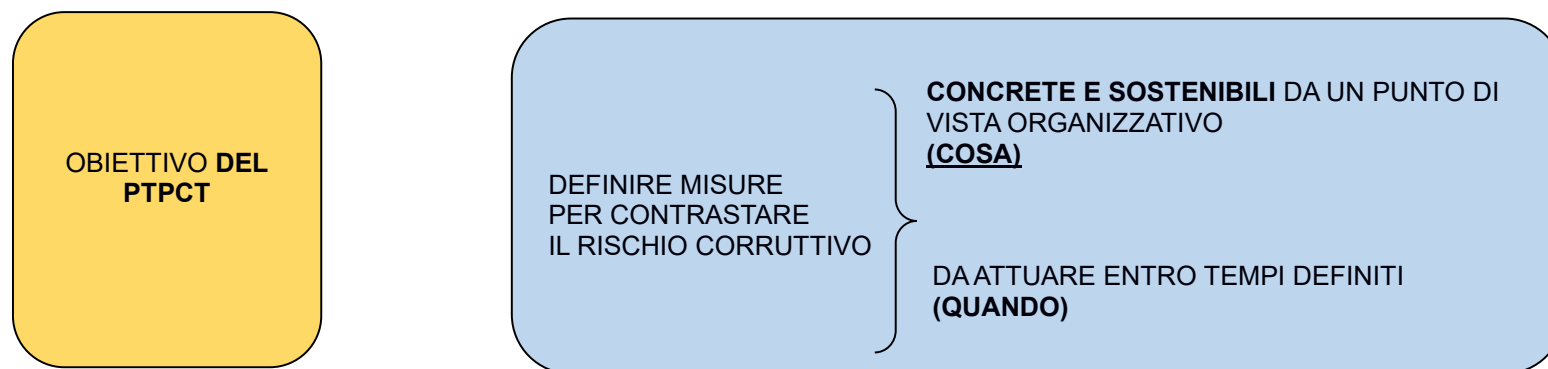 OBIETTIVO DEL
PTPCT
DEFINIRE MISURE
PER CONTRASTARE
IL RISCHIO CORRUTTIVO
CONCRETE E SOSTENIBILI DA UN PUNTO DI
VISTA ORGANIZZATIVO
(COSA)
DA ATTUARE ENTRO TEMPI DEFINITI
(QUANDO)